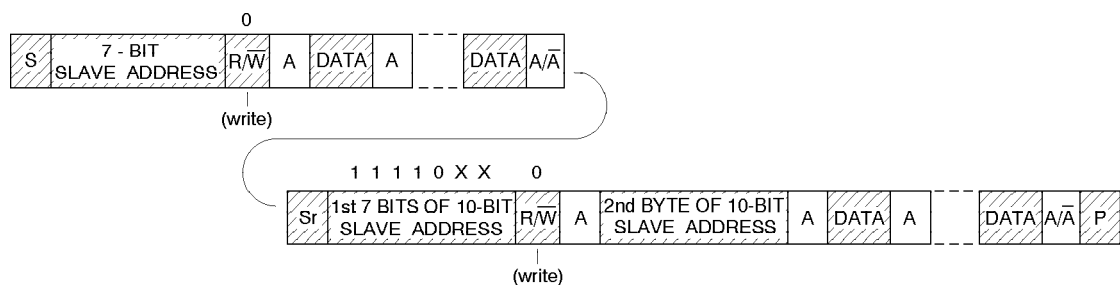 0
S 7 - BIT SLAVE ADDRESS R/W̅ A DATA A DATA A/A̅
(write)
1 1 1 1 0 X X 0
Sr 1st 7 BITS OF 10-BIT SLAVE ADDRESS R/W̅ A 2nd BYTE OF 10-BIT SLAVE ADDRESS A DATA A DATA A/A̅ P
(write)